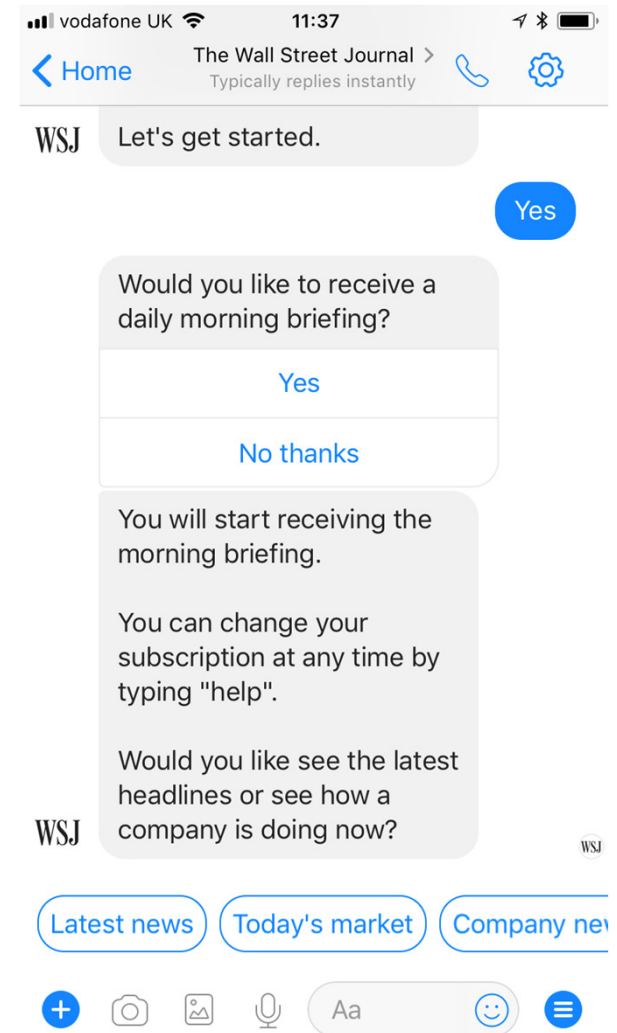 vodafone UK 11:37
Home
The Wall Street Journal
Typically replies instantly
WSJ
Let's get started.
Yes
Would you like to receive a
daily morning briefing?
Yes
No thanks
You will start receiving the
morning briefing.
You can change your
subscription at any time by
typing "help".
Would you like see the latest
headlines or see how a
company is doing now?
WSJ
WSJ
Latest news Today's market Company
Aa